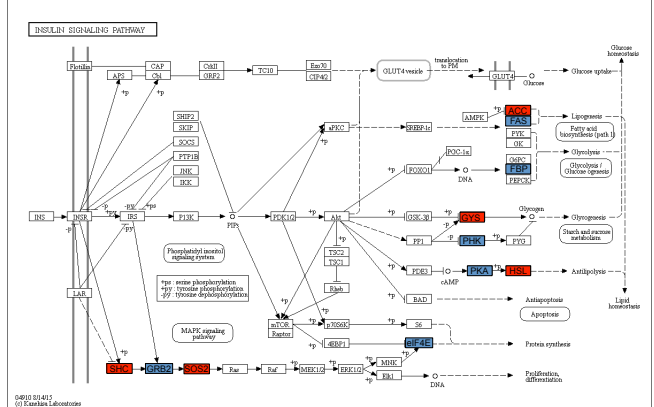 INSULIN SIGNALING PATHWAY
Glucose
homeostasis
Flotillin
CAP
CrkII
TC10
Exo70
translocation
to PM
APS
Cbl
GRF2
CIP4/2
GLUT4 vesicle
GLUT4
Glucose uptake
+p
+p
Glucose
SHIP2
AMPK
+p
ACC
Lipogenesis
SKIP
aPKC
SREBP-1c
FAS
SOCS
+p
PYK
Fatty acid
biosynthesis (path 1)
PTP1B
PGC-1α
GK
Glycolysis
JNK
FOXO1
G6PC
Glycolysis /
Glucose ogenesis
IKK
DNA
FBP
+p
PEPCK
-py
+ps
Glycogen
INS
INSR
+py
IRS
PI3K
PIP3
PDK1/2
+p
Akt
+p
GSK-3β
+p
GYS
Glycogenesis
-p
-py
-p
Starch and sucrose
metabolism
PP1
-p
PHK
PYG
Phosphatidyl inositol
signaling system
TSC2
TSC1
+p
+p
PDE3
cAMP
PKA
+p
HSL
Antilipolysis
+ps : serine phosphorylation
+py : tyrosine phosphorylation
-py : tyrosine dephosphorylation
Rheb
LAR
+p
BAD
Antiapoptosis
Lipid
homeostasis
Apoptosis
MAPK signaling
pathway
mTOR
+p
p70S6K
+p
S6
Raptor
+p
4EBP1
eIF4E
Protein synthesis
+p
+p
SHC
GRB2
SOS2
Ras
Raf
+p
MEK1/2
+p
ERK1/2
+p
MNK
+p
Elk1
DNA
Proliferation,
differentiation
04910 8/14/15
(c) Kanehisa Laboratories